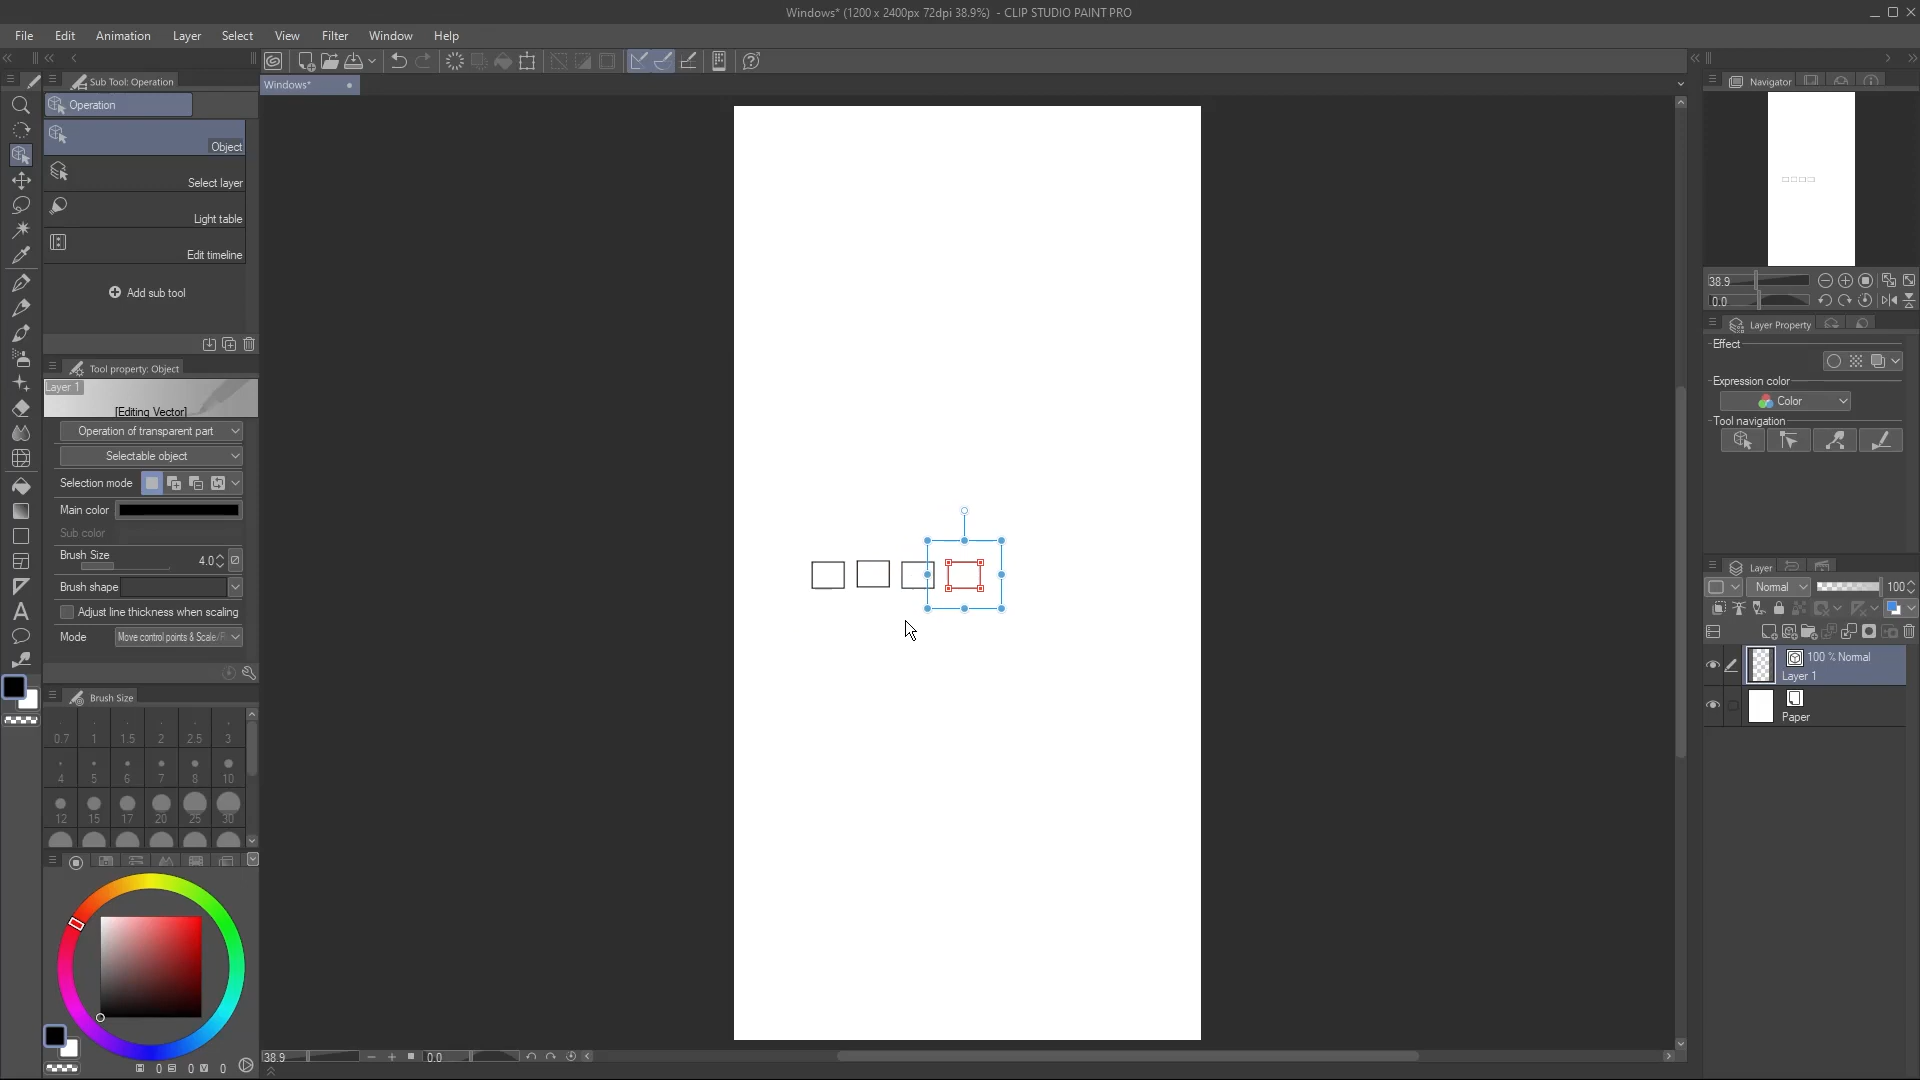 Windows* (1200 x 2400px 72dpi 38.9%) - CLIP STUDIO PAINT PRO
File Edit Animation Layer Select View Filter Window Help
Sub Tool: Operation
Operation
Object
Select layer
Light table
Edit timeline
Add sub tool
Tool property: Object
Layer 1
[Editing Vector]
Operation of transparent part
Selectable object
Selection mode
Main color
Sub color
Brush Size 4.0
Brush shape
Adjust line thickness when scaling
Mode Move control points & Scale/R
Brush Size
0.7 1 1.5 2 2.5 3
4 5 6 7 8 10
12 15 17 20 25 30
0 0 0
Windows*
38.9 0.0
Navigator
38.9
0.0
Layer Property
Effect
Expression color
Color
Tool navigation
Layer
Normal 100
100 % Normal
Layer 1
Paper